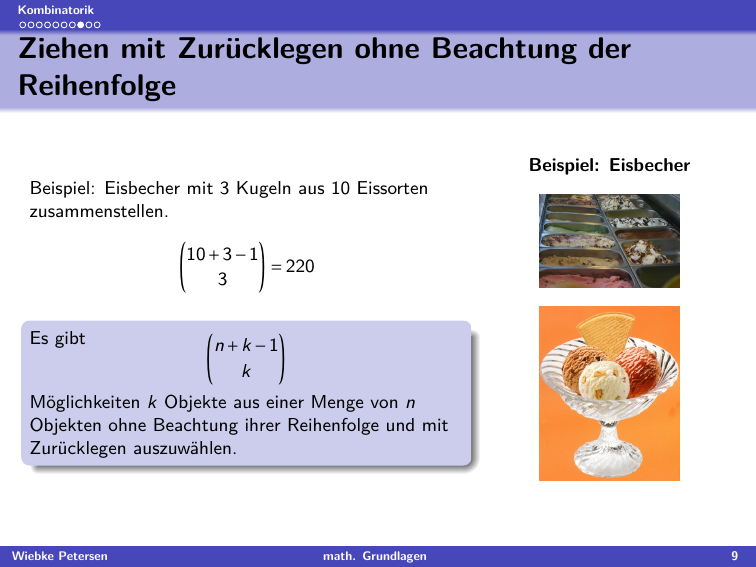 Kombinatorik
Ziehen mit Zurücklegen ohne Beachtung der
Reihenfolge
Beispiel: Eisbecher mit 3 Kugeln aus 10 Eissorten
zusammenstellen.
(10 + 3 − 1
3) = 220
Es gibt
(n + k − 1
k)
Möglichkeiten k Objekte aus einer Menge von n
Objekten ohne Beachtung ihrer Reihenfolge und mit
Zurücklegen auszuwählen.
Beispiel: Eisbecher
Wiebke Petersen
math. Grundlagen
9